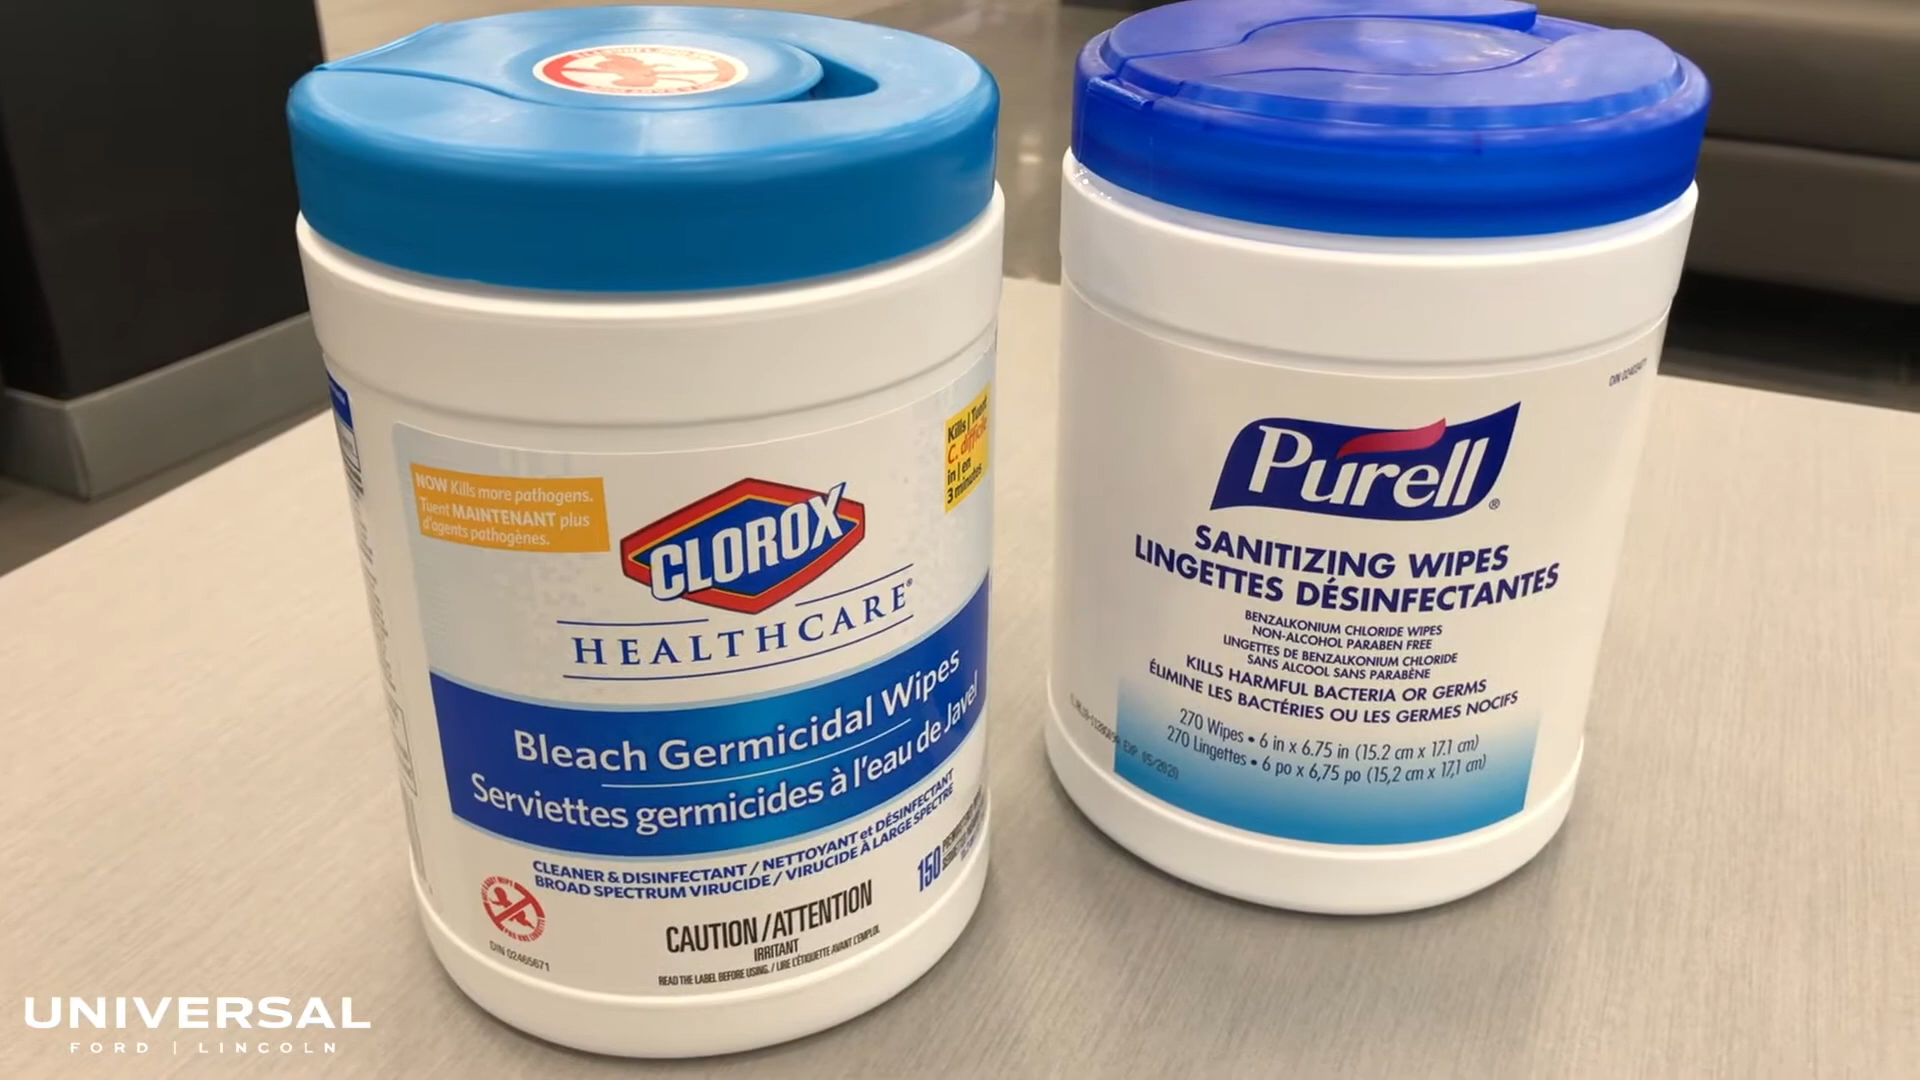 NOW Kills more pathogens.
Tuent MAINTENANT plus
d'agents pathogènes.
Kills | Tuent
C. difficile
in | en
3 minutes
CLOROX
HEALTHCARE®
Bleach Germicidal Wipes
Serviettes germicides à l'eau de Javel
CLEANER & DISINFECTANT / NETTOYANT et DÉSINFECTANT
BROAD SPECTRUM VIRUCIDE / VIRUCIDE À LARGE SPECTRE
150
CAUTION / ATTENTION
IRRITANT
READ THE LABEL BEFORE USING. / LIRE L'ÉTIQUETTE AVANT L'EMPLOI.
DIN 02465671
Purell®
SANITIZING WIPES
LINGETTES DÉSINFECTANTES
BENZALKONIUM CHLORIDE WIPES
NON-ALCOHOL PARABEN FREE
LINGETTES DE BENZALKONIUM CHLORIDE
SANS ALCOOL SANS PARABÈNE
KILLS HARMFUL BACTERIA OR GERMS
ÉLIMINE LES BACTÉRIES OU LES GERMES NOCIFS
270 Wipes • 6 in x 6.75 in (15.2 cm x 17.1 cm)
270 Lingettes • 6 po x 6,75 po (15,2 cm x 17,1 cm)
EXP 05/2020
DIN
UNIVERSAL
FORD | LINCOLN